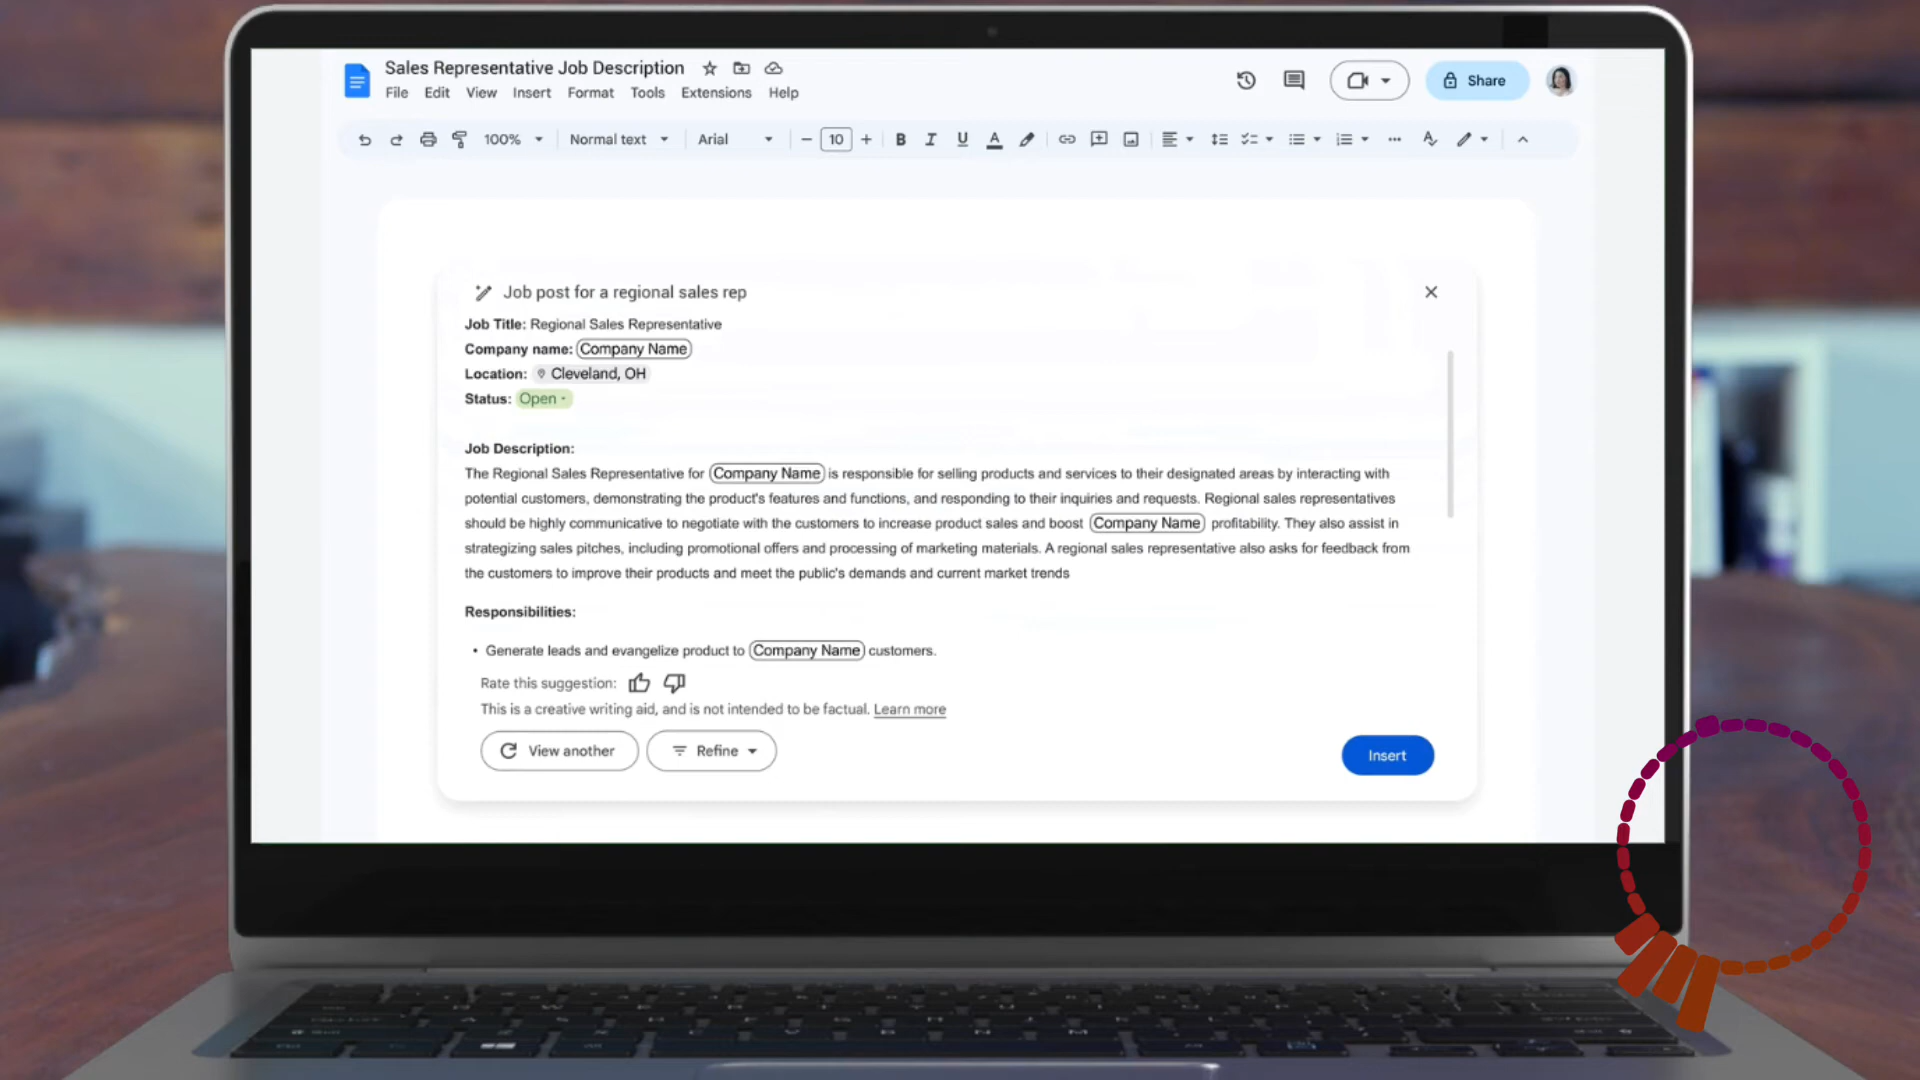 Sales Representative Job Description
File Edit View Insert Format Tools Extensions Help
Share
100% Normal text Arial 10 B I U A
Job post for a regional sales rep
Job Title: Regional Sales Representative
Company name: Company Name
Location: Cleveland, OH
Status: Open
Job Description:
The Regional Sales Representative for Company Name is responsible for selling products and services to their designated areas by interacting with
potential customers, demonstrating the product's features and functions, and responding to their inquiries and requests. Regional sales representatives
should be highly communicative to negotiate with the customers to increase product sales and boost Company Name profitability. They also assist in
strategizing sales pitches, including promotional offers and processing of marketing materials. A regional sales representative also asks for feedback from
the customers to improve their products and meet the public's demands and current market trends
Responsibilities:
• Generate leads and evangelize product to Company Name customers.
Rate this suggestion:
This is a creative writing aid, and is not intended to be factual. Learn more
View another Refine
Insert